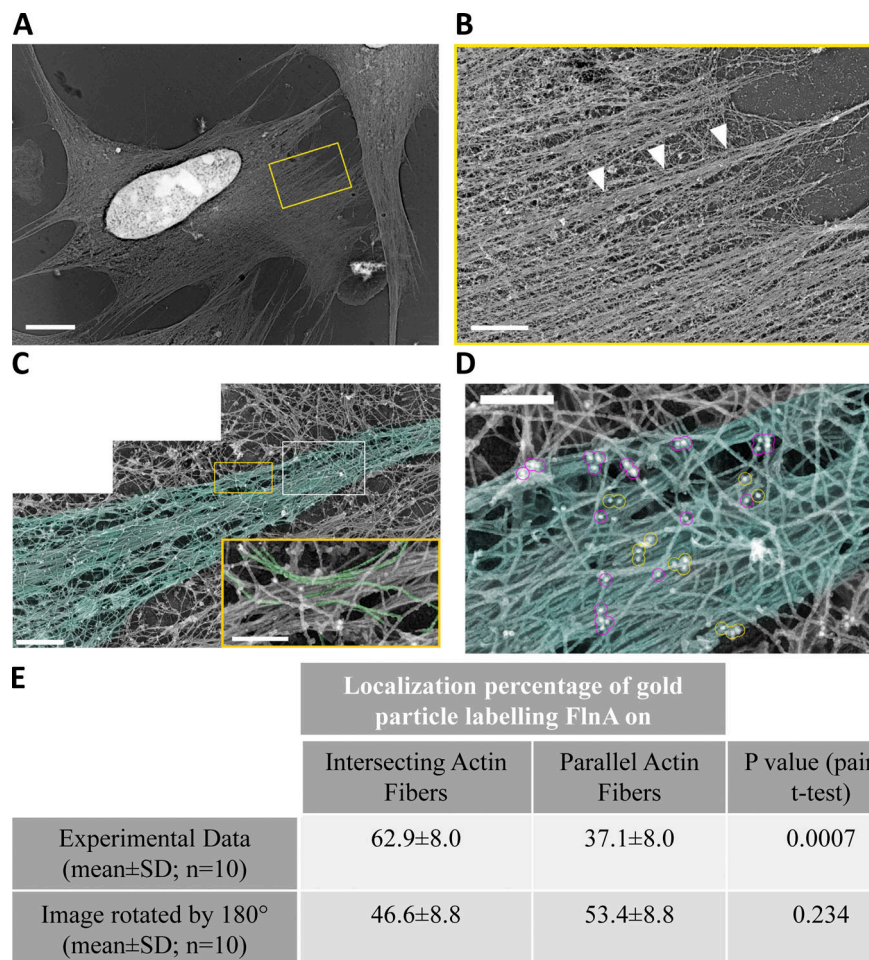 A
B
C
D
E
Localization percentage of gold
particle labelling FlnA on
Intersecting Actin
Fibers
Parallel Actin
Fibers
P value (pair
t-test)
Experimental Data
(mean±SD; n=10)
62.9±8.0
37.1±8.0
0.0007
Image rotated by 180°
(mean±SD; n=10)
46.6±8.8
53.4±8.8
0.234